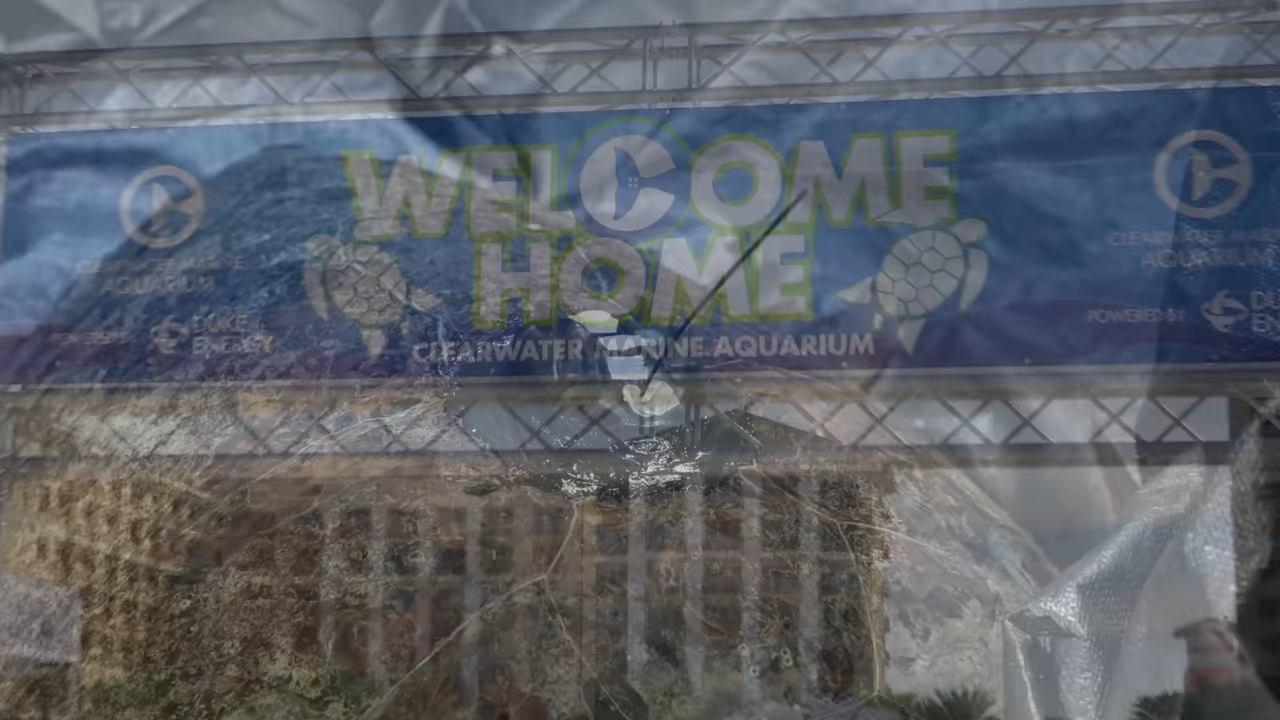 WELCOME
HOME
CLEARWATER MARINE AQUARIUM
AQUARIUM
DUKE
ENERGY
AQUARIUM
POWERED BY